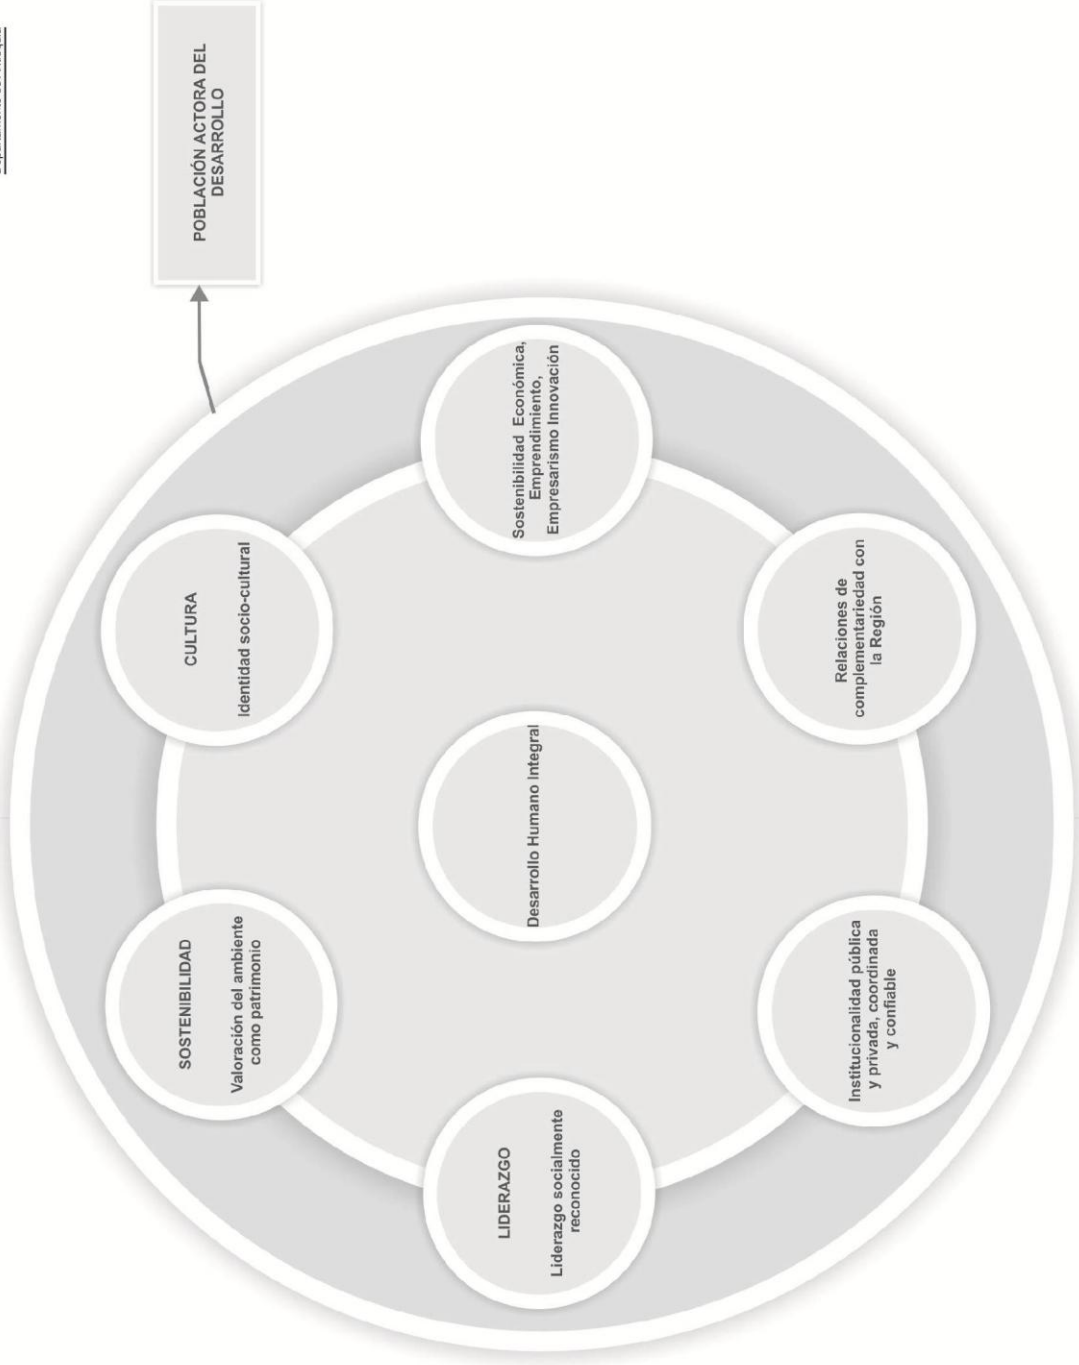 POBLACIÓN ACTORA DEL
DESARROLLO
SOSTENIBILIDAD
Valoración del ambiente
como patrimonio
CULTURA
Identidad socio-cultural
LIDERAZGO
Liderazgo socialmente
reconocido
Desarrollo Humano Integral
Sostenibilidad Económica,
Emprendimiento,
Empresarismo Innovación
Institucionalidad pública
y privada, coordinada
y confiable
Relaciones de
complementariedad con
la Región